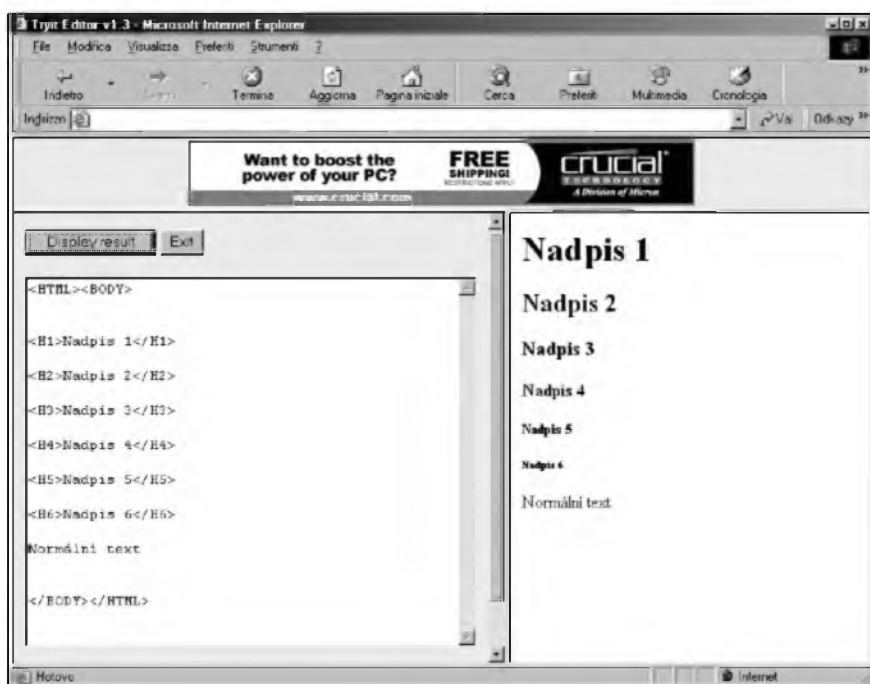 Tryit Editor v1.3 - Microsoft Internet Explorer
File Modifica Visualizza Preferiti Strumenti ?
Indietro Termina Aggiorna Pagina iniziale Cerca Preferiti Multimedia Cronologia
Indirizzo Vai Odkazy
Want to boost the
power of your PC?
www.crucial.com
FREE
SHIPPING!
crucial
TECHNOLOGY
A Division of Micron
Display result Exit
<HTML><BODY>
<H1>Nadpis 1</H1>
<H2>Nadpis 2</H2>
<H3>Nadpis 3</H3>
<H4>Nadpis 4</H4>
<H5>Nadpis 5</H5>
<H6>Nadpis 6</H6>
Normální text
</BODY></HTML>
Nadpis 1
Nadpis 2
Nadpis 3
Nadpis 4
Nadpis 5
Nadpis 6
Normální text
Hotovo Internet